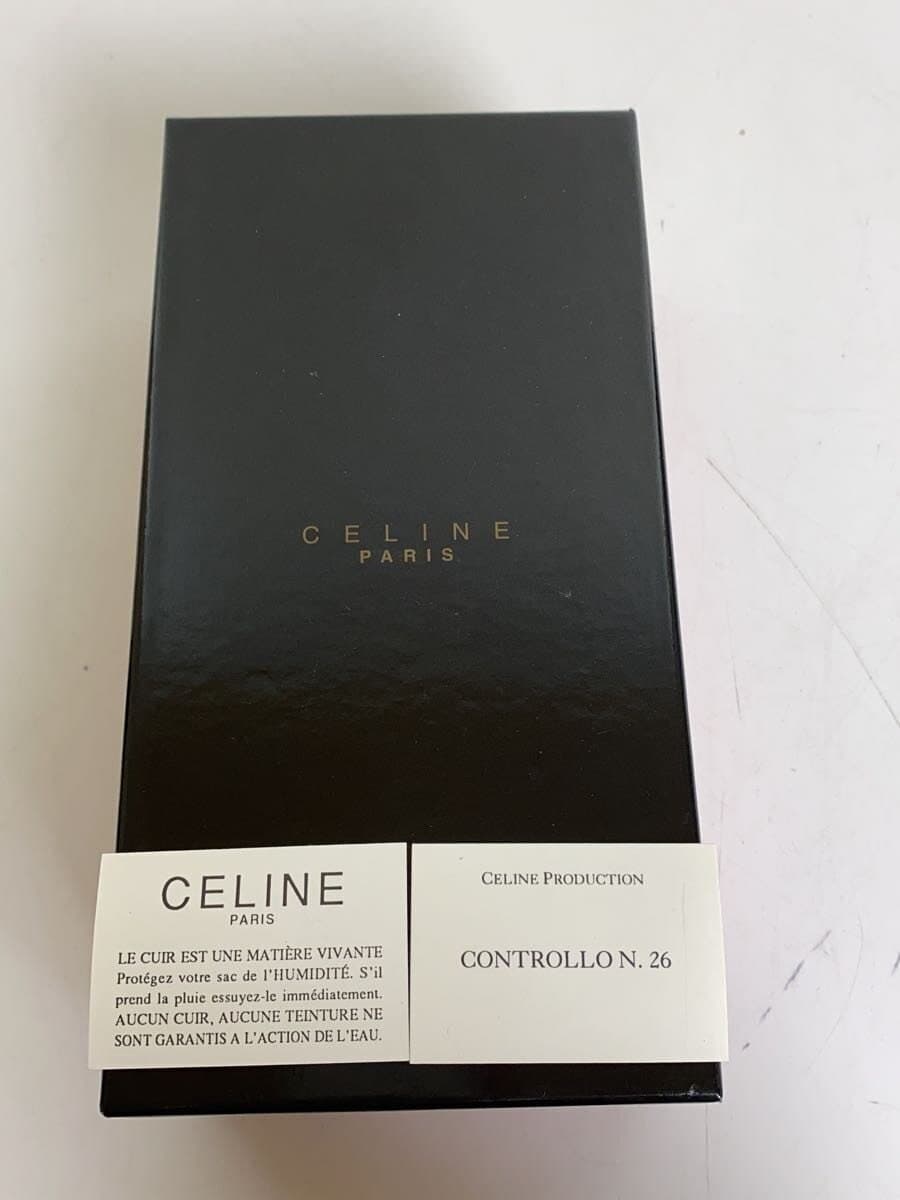 CELINE
PARIS
CELINE
PARIS
LE CUIR EST UNE MATIÈRE VIVANTE
Protégez votre sac de l'HUMIDITÉ. S'il
prend la pluie essuyez-le immédiatement.
AUCUN CUIR, AUCUNE TEINTURE NE
SONT GARANTIS A L'ACTION DE L'EAU.
CELINE PRODUCTION
CONTROLLO N. 26